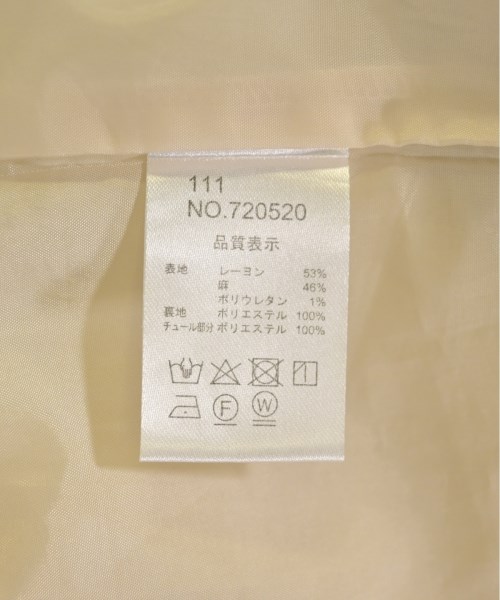 111
NO.720520
品質表示
表地 レーヨン 53%
麻 46%
ポリウレタン 1%
裏地 ポリエステル 100%
チュール部分 ポリエステル 100%
F W